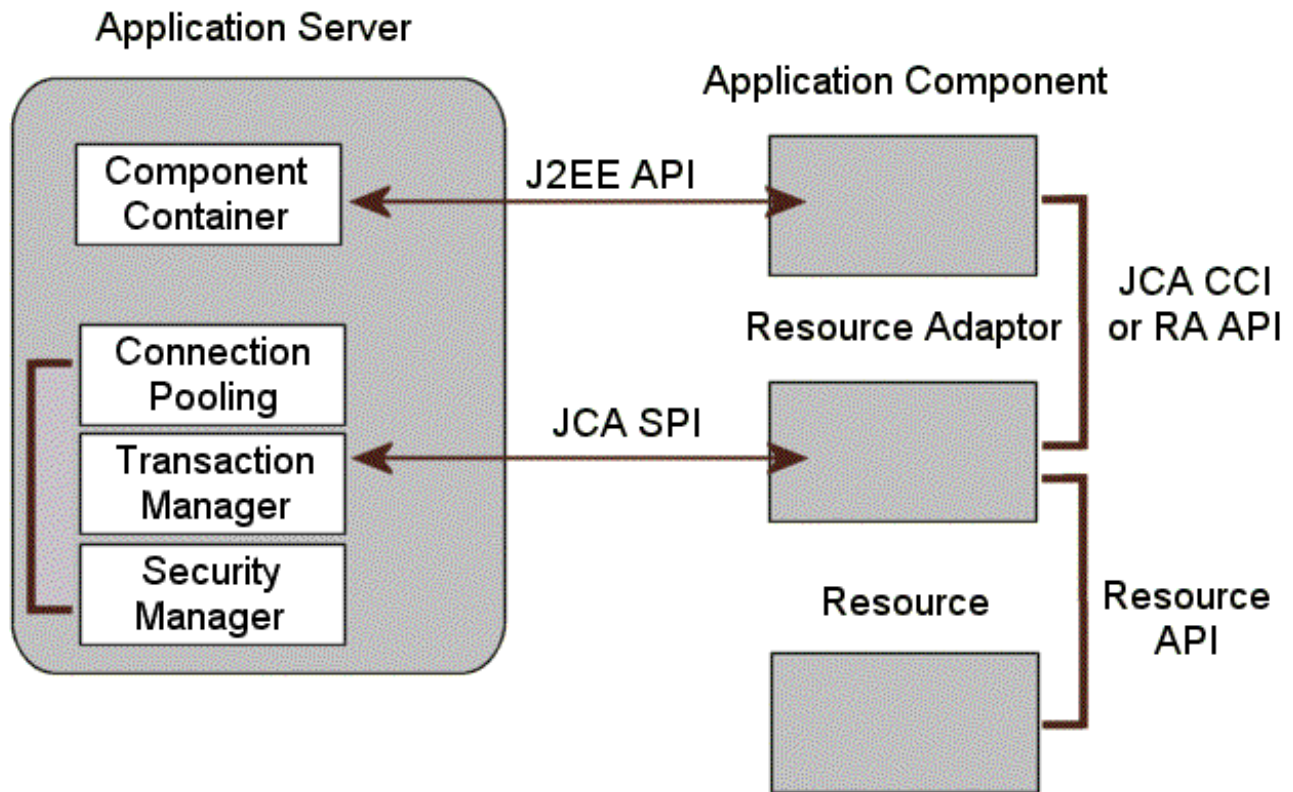 Application Server
Application Component
Component
Container
J2EE API
JCA CCI
or RA API
Resource Adaptor
Connection
Pooling
JCA SPI
Transaction
Manager
Security
Manager
Resource
Resource
API